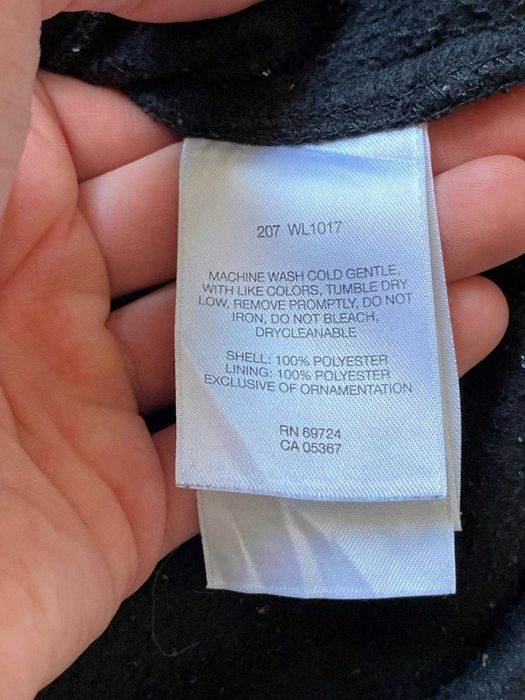 207 WL1017
MACHINE WASH COLD GENTLE,
WITH LIKE COLORS, TUMBLE DRY
LOW, REMOVE PROMPTLY, DO NOT
IRON, DO NOT BLEACH,
DRYCLEANABLE
SHELL: 100% POLYESTER
LINING: 100% POLYESTER
EXCLUSIVE OF ORNAMENTATION
RN 69724
CA 05367